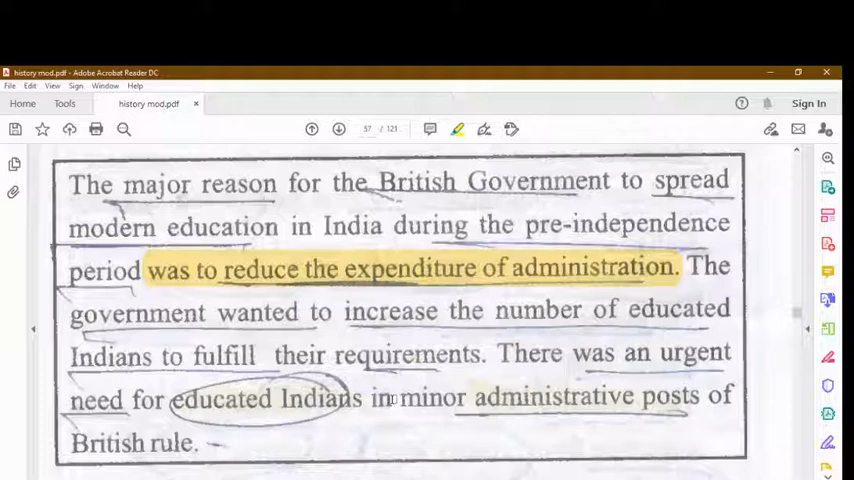 history mod.pdf - Adobe Acrobat Reader DC
File Edit View Sign Window Help
Home Tools history mod.pdf × Sign In
57 / 121
The major reason for the British Government to spread
modern education in India during the pre-independence
period was to reduce the expenditure of administration. The
government wanted to increase the number of educated
Indians to fulfill their requirements. There was an urgent
need for educated Indians in minor administrative posts of
British rule.